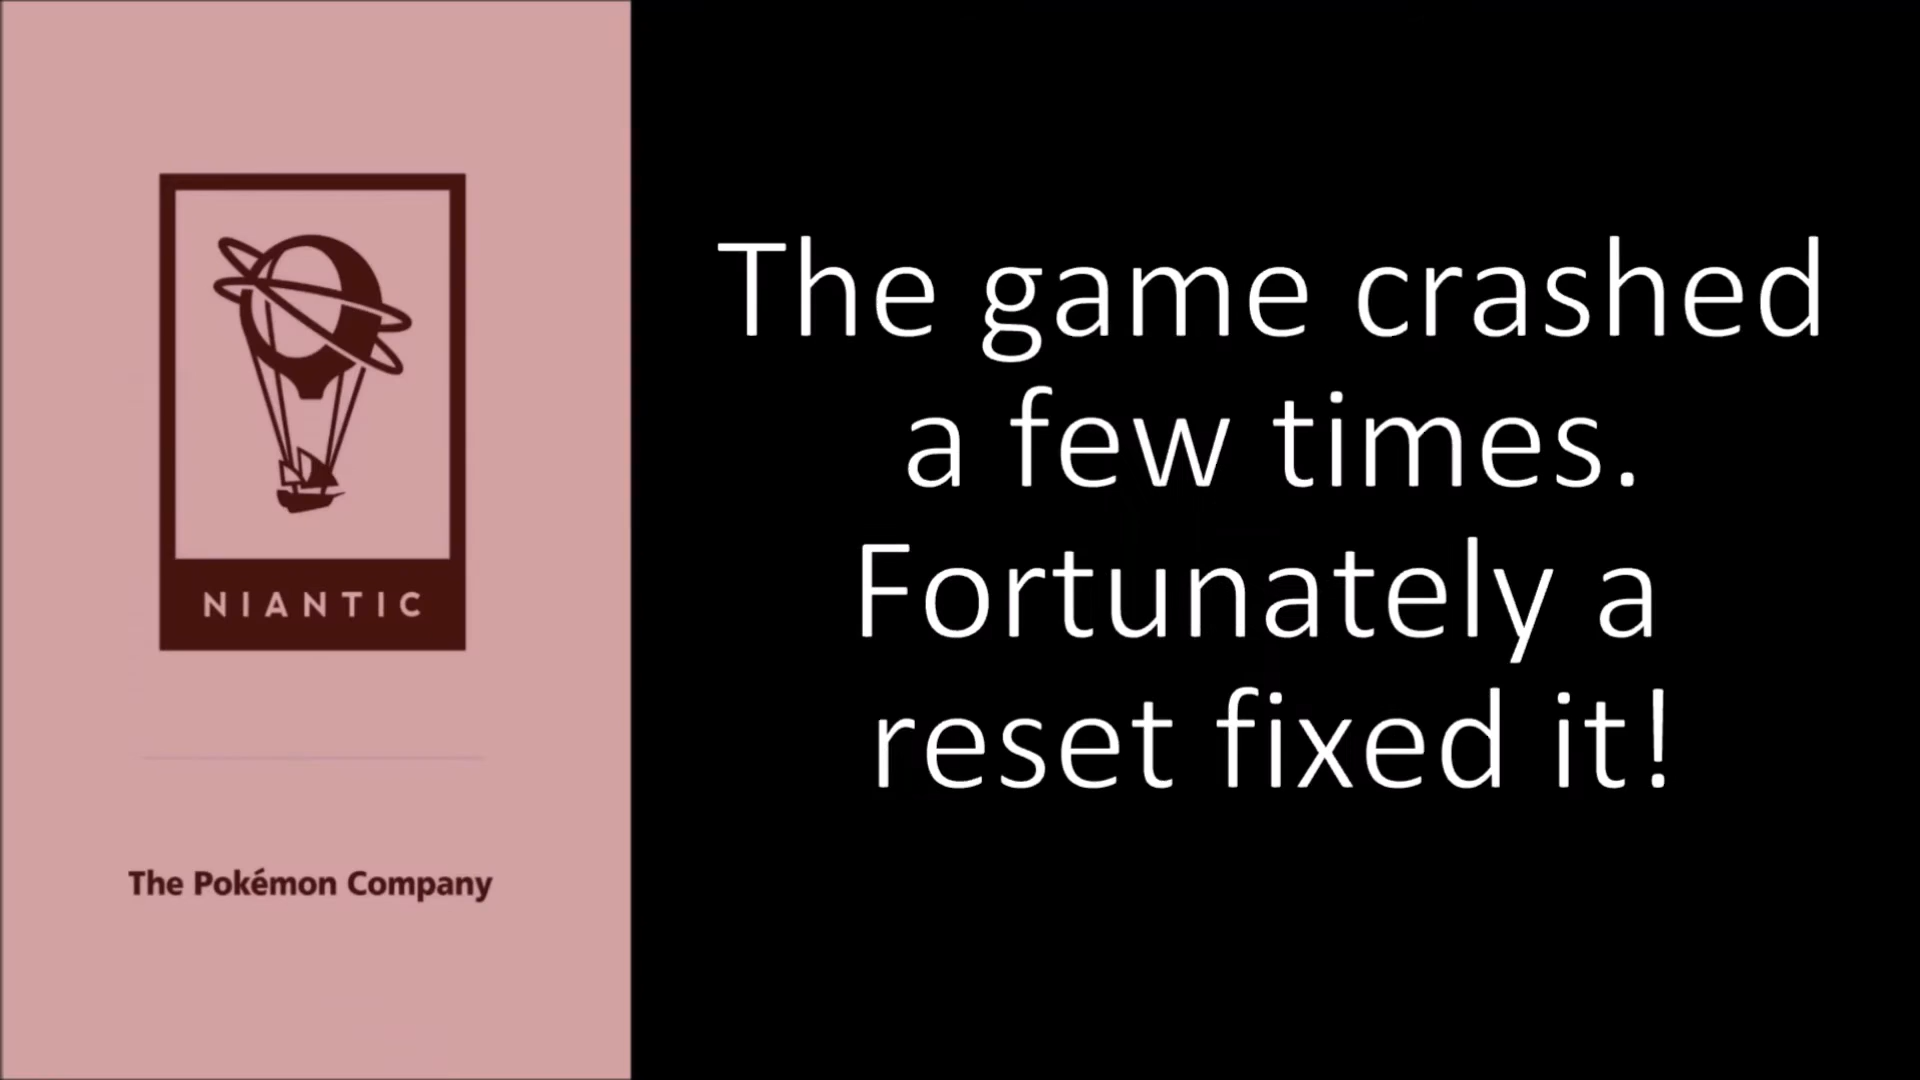 NIANTIC
The Pokémon Company
The game crashed
a few times.
Fortunately a
reset fixed it!